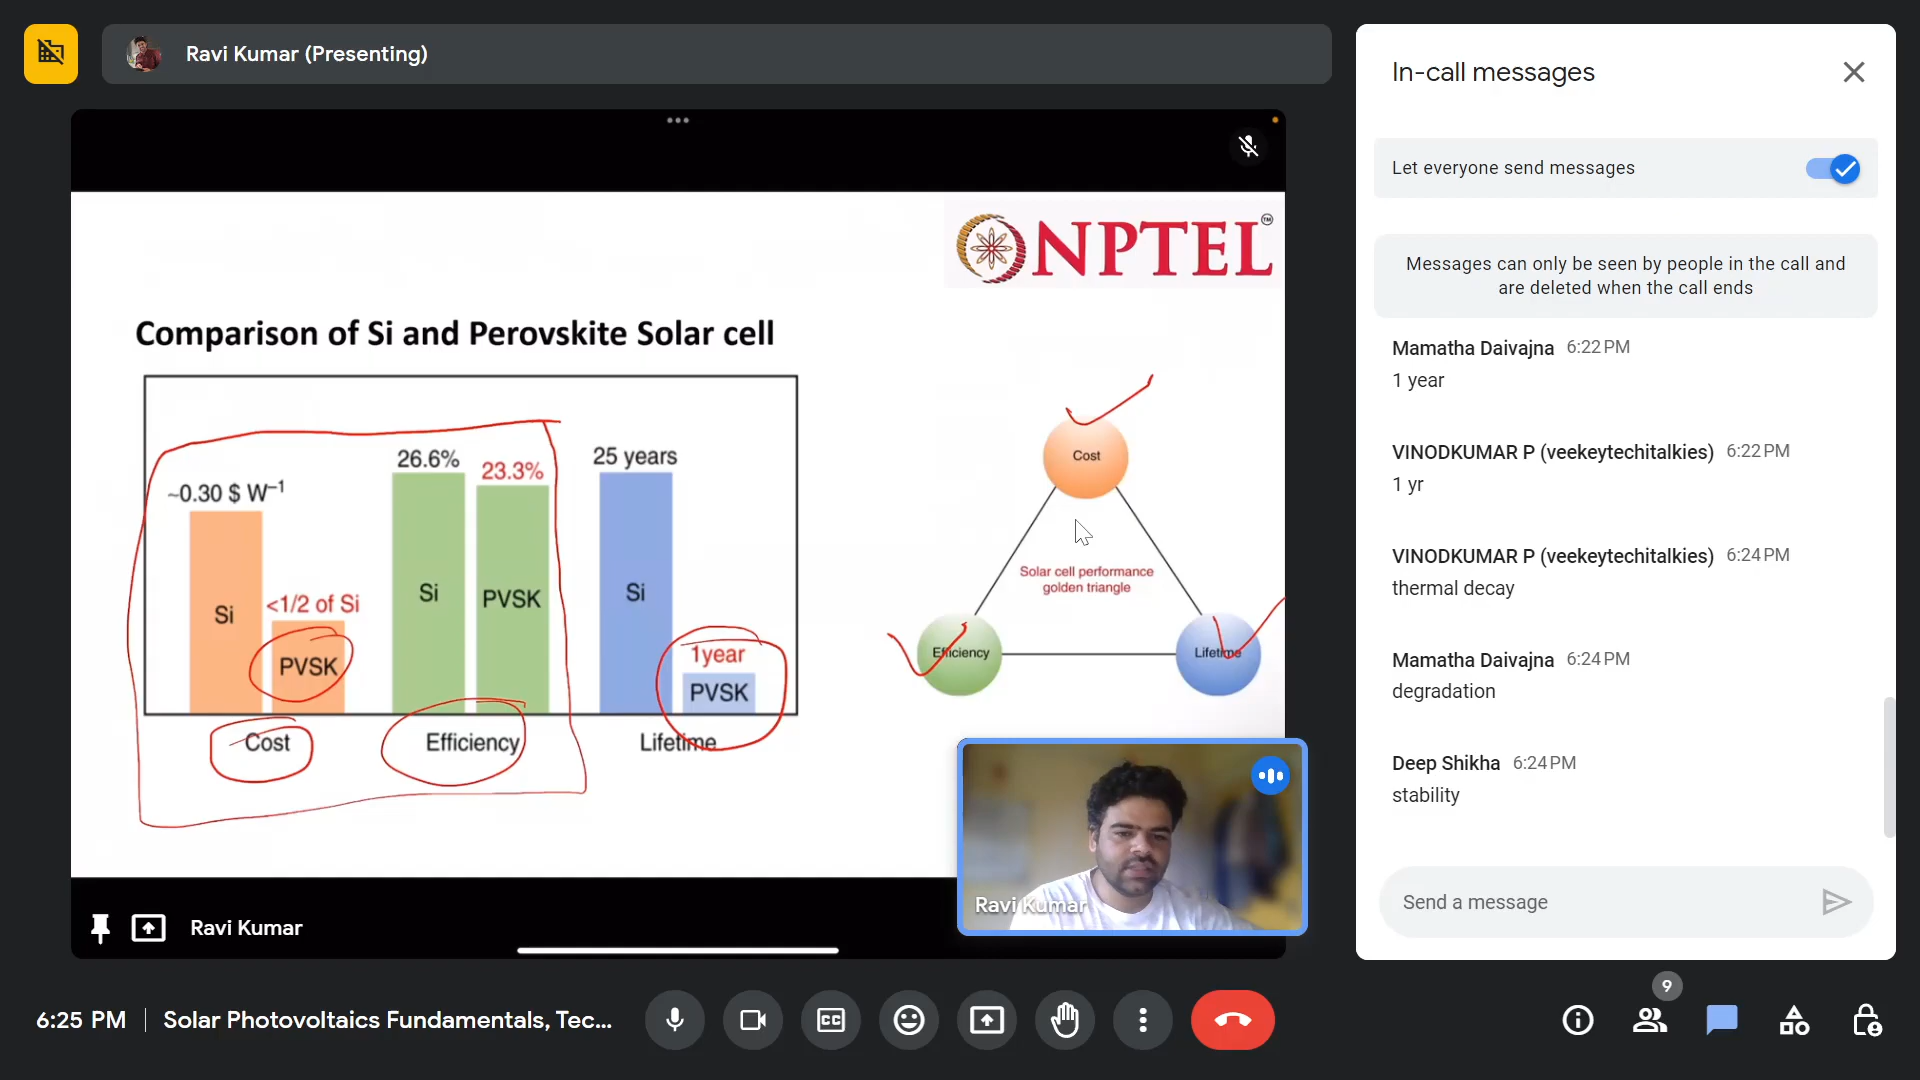 Ravi Kumar (Presenting)
NPTEL
TM
Comparison of Si and Perovskite Solar cell
~0.30 $ W⁻¹
26.6%
23.3%
25 years
<1/2 of Si
1year
Si
PVSK
Si
PVSK
Si
PVSK
Cost
Efficiency
Lifetime
Cost
Solar cell performance
golden triangle
Efficiency
Lifetime
Ravi Kumar
Ravi Kumar
In-call messages
Let everyone send messages
Messages can only be seen by people in the call and
are deleted when the call ends
Mamatha Daivajna 6:22 PM
1 year
VINODKUMAR P (veekeytechitalkies) 6:22 PM
1 yr
VINODKUMAR P (veekeytechitalkies) 6:24 PM
thermal decay
Mamatha Daivajna 6:24 PM
degradation
Deep Shikha 6:24 PM
stability
Send a message
6:25 PM
Solar Photovoltaics Fundamentals, Tec...
CC
9